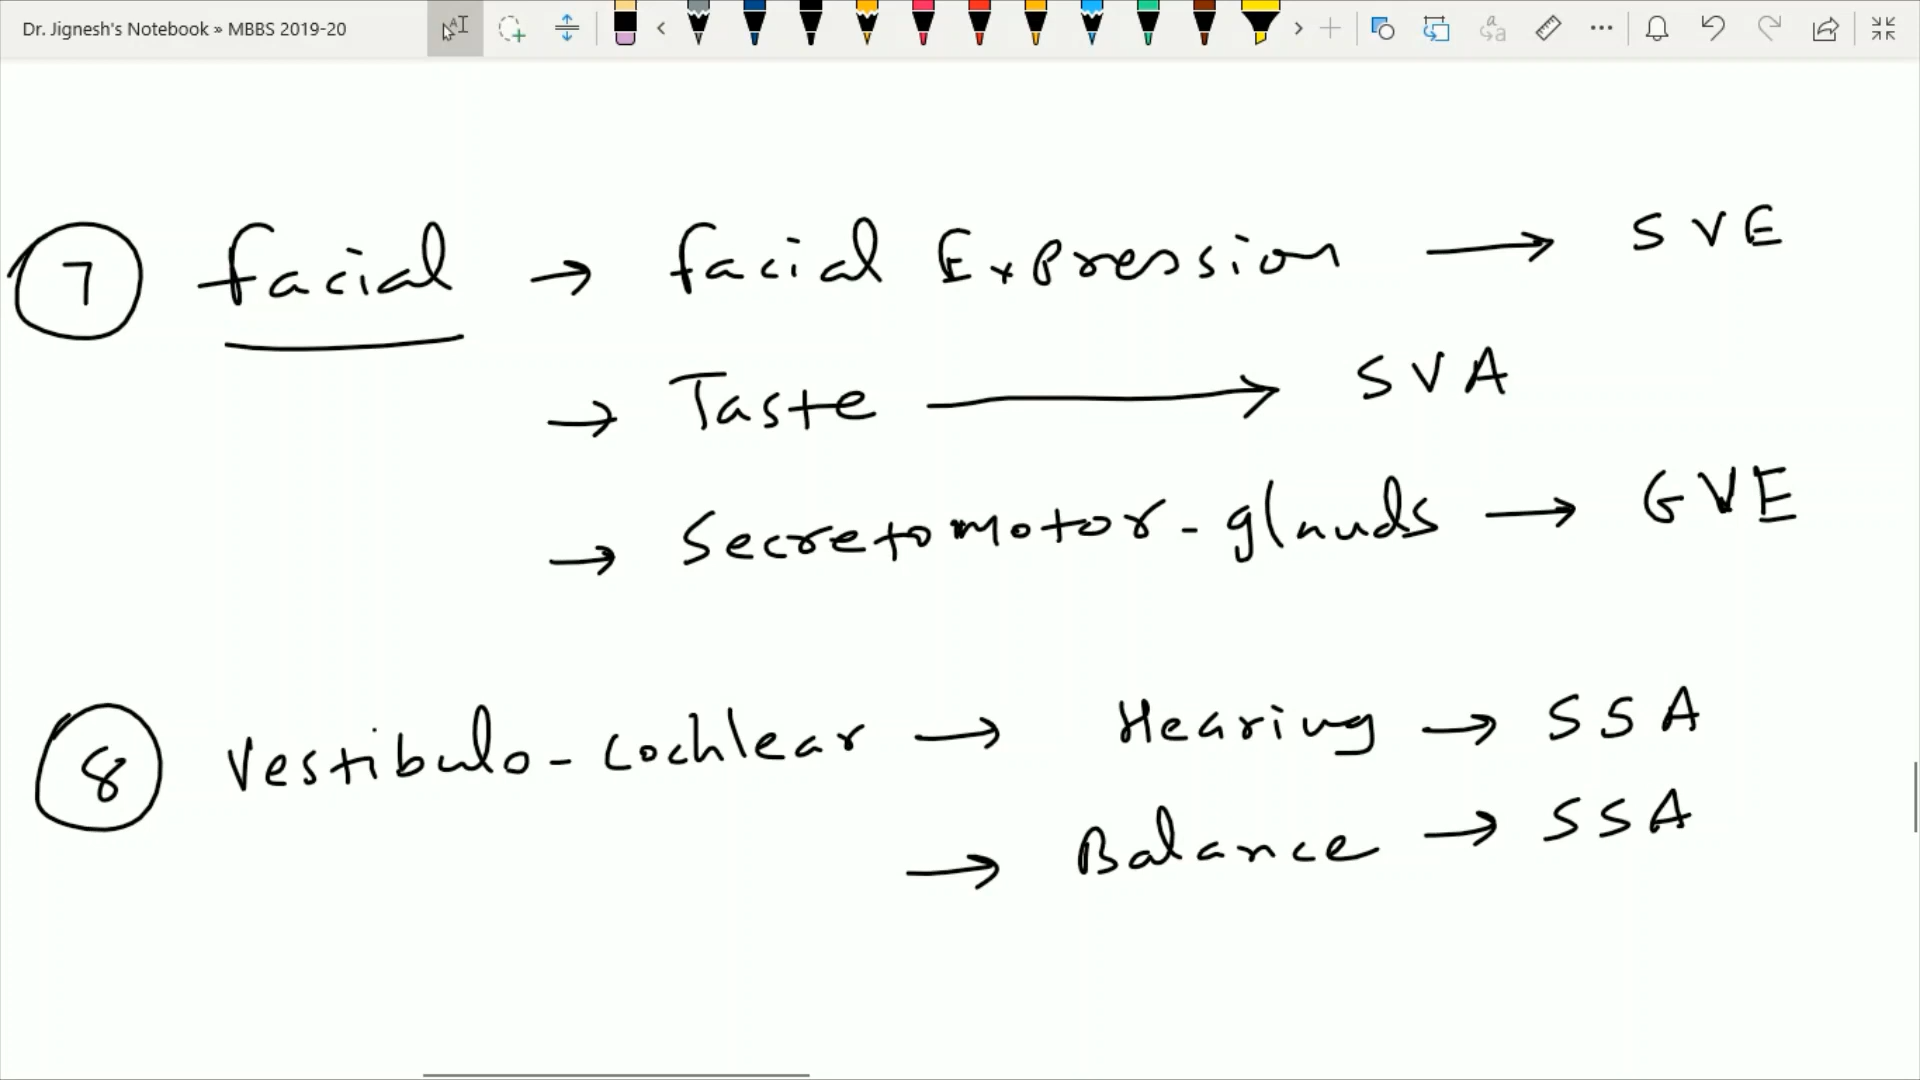 Dr. Jignesh's Notebook » MBBS 2019-20
7 facial → facial Expression → SVE
→ Taste → SVA
→ Secretomotor - glands → GVE
8 Vestibulo - cochlear → Hearing → SSA
→ Balance → SSA